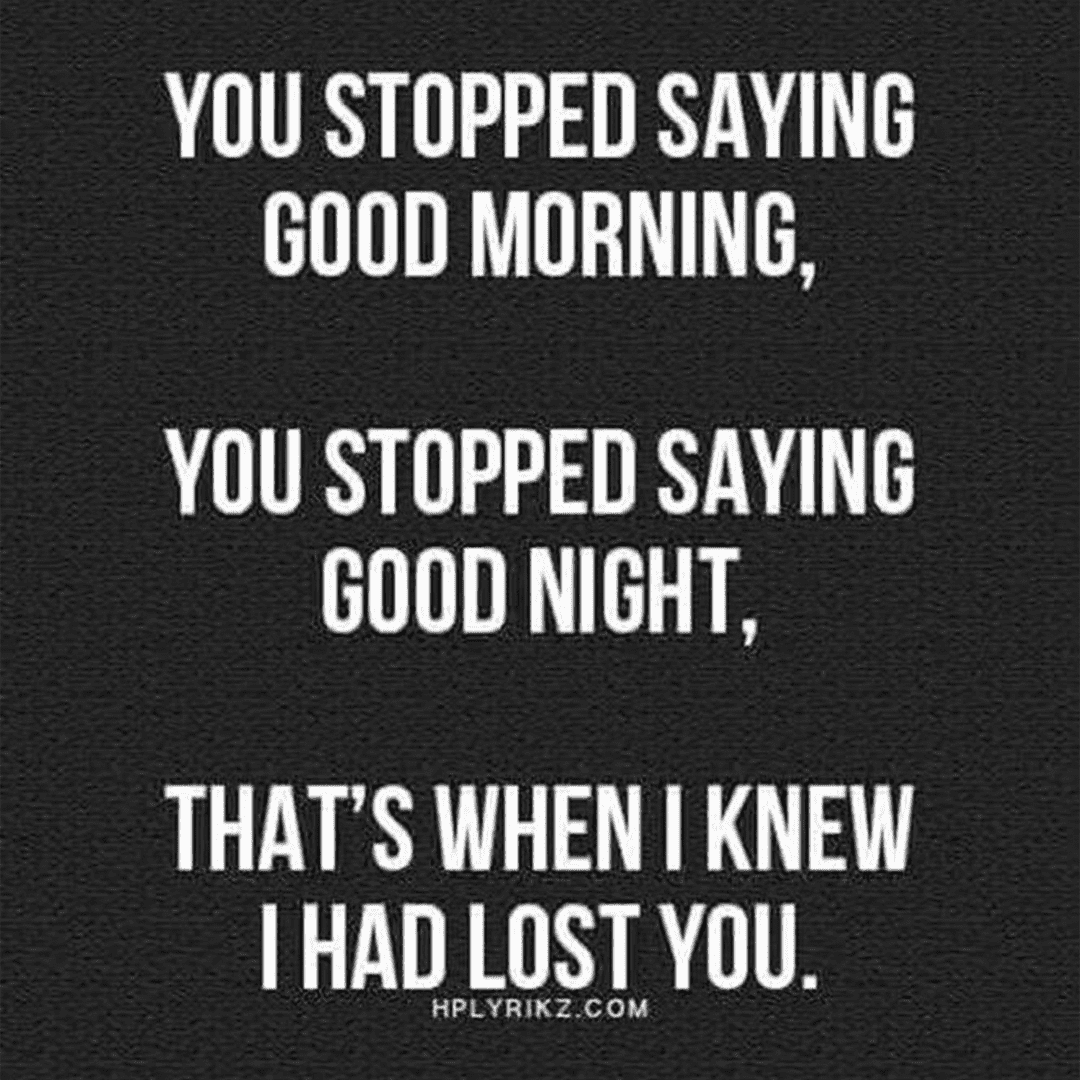 YOU STOPPED SAYING
GOOD MORNING,
YOU STOPPED SAYING
GOOD NIGHT,
THAT'S WHEN I KNEW
I HAD LOST YOU.
HPLYRIKZ.COM